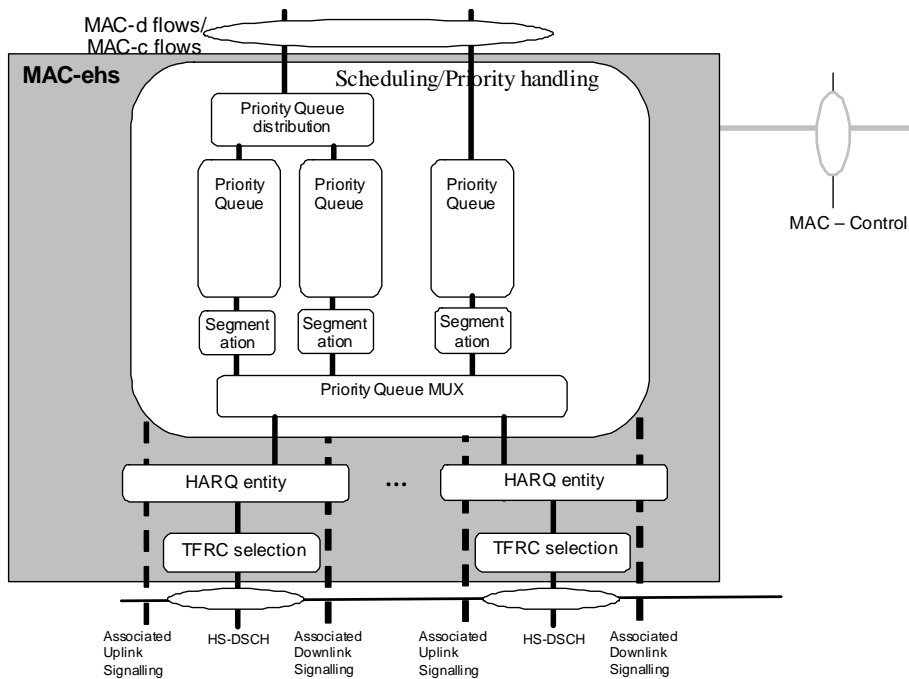 MAC-d flows/
MAC-c flows
MAC-ehs
Scheduling/Priority handling
Priority Queue
distribution
Priority
Queue
Priority
Queue
Priority
Queue
MAC – Control
Segment
ation
Segment
ation
Segment
ation
Priority Queue MUX
HARQ entity
...
HARQ entity
TFRC selection
TFRC selection
Associated
Uplink
Signalling
HS-DSCH
Associated
Downlink
Signalling
Associated
Uplink
Signalling
HS-DSCH
Associated
Downlink
Signalling